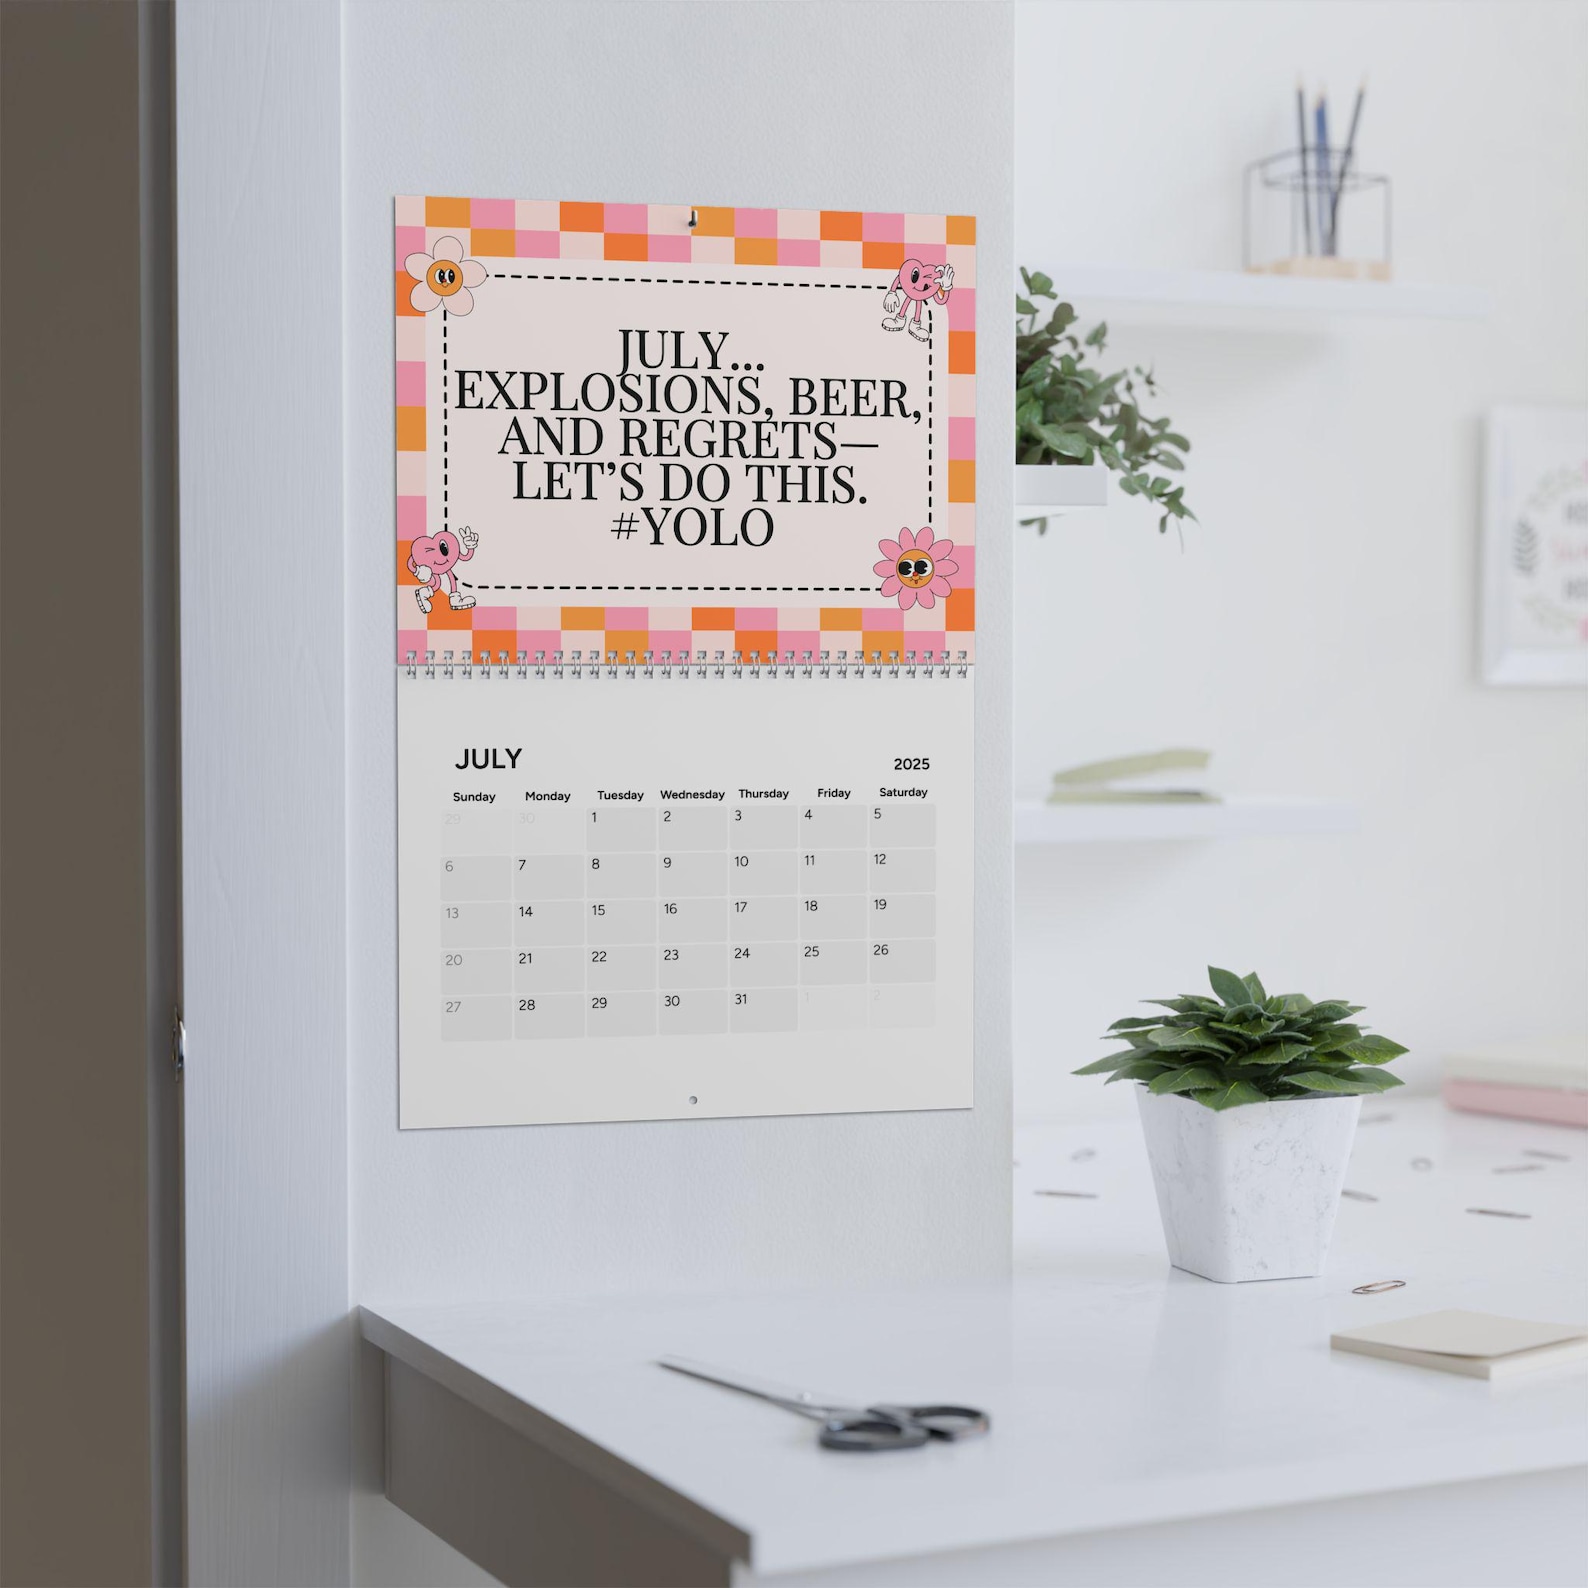 JULY...
EXPLOSIONS, BEER,
AND REGRETS—
LET'S DO THIS.
#YOLO
JULY 2025
Sunday Monday Tuesday Wednesday Thursday Friday Saturday
29 30 1 2 3 4 5
6 7 8 9 10 11 12
13 14 15 16 17 18 19
20 21 22 23 24 25 26
27 28 29 30 31 1 2